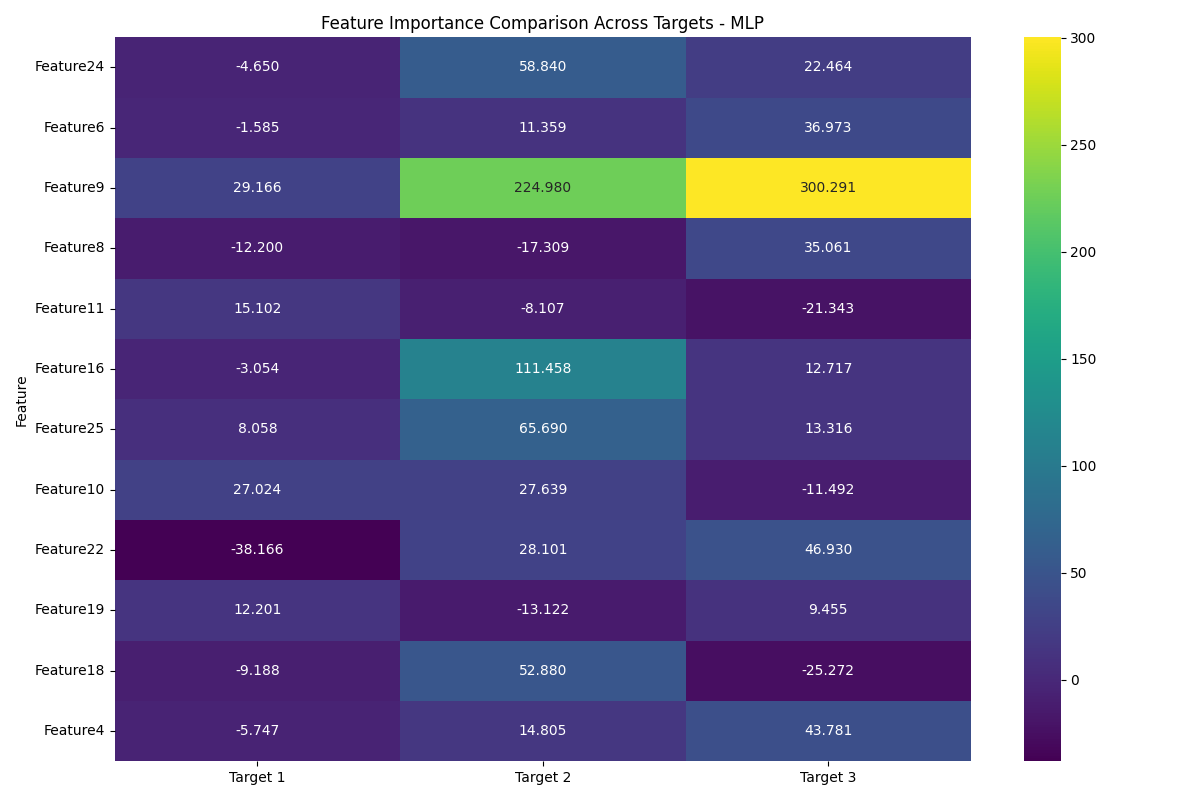 Feature Importance Comparison Across Targets - MLP
Feature
Feature24 -4.650 58.840 22.464
Feature6 -1.585 11.359 36.973
Feature9 29.166 224.980 300.291
Feature8 -12.200 -17.309 35.061
Feature11 15.102 -8.107 -21.343
Feature16 -3.054 111.458 12.717
Feature25 8.058 65.690 13.316
Feature10 27.024 27.639 -11.492
Feature22 -38.166 28.101 46.930
Feature19 12.201 -13.122 9.455
Feature18 -9.188 52.880 -25.272
Feature4 -5.747 14.805 43.781
Target 1 Target 2 Target 3
300
250
200
150
100
50
0